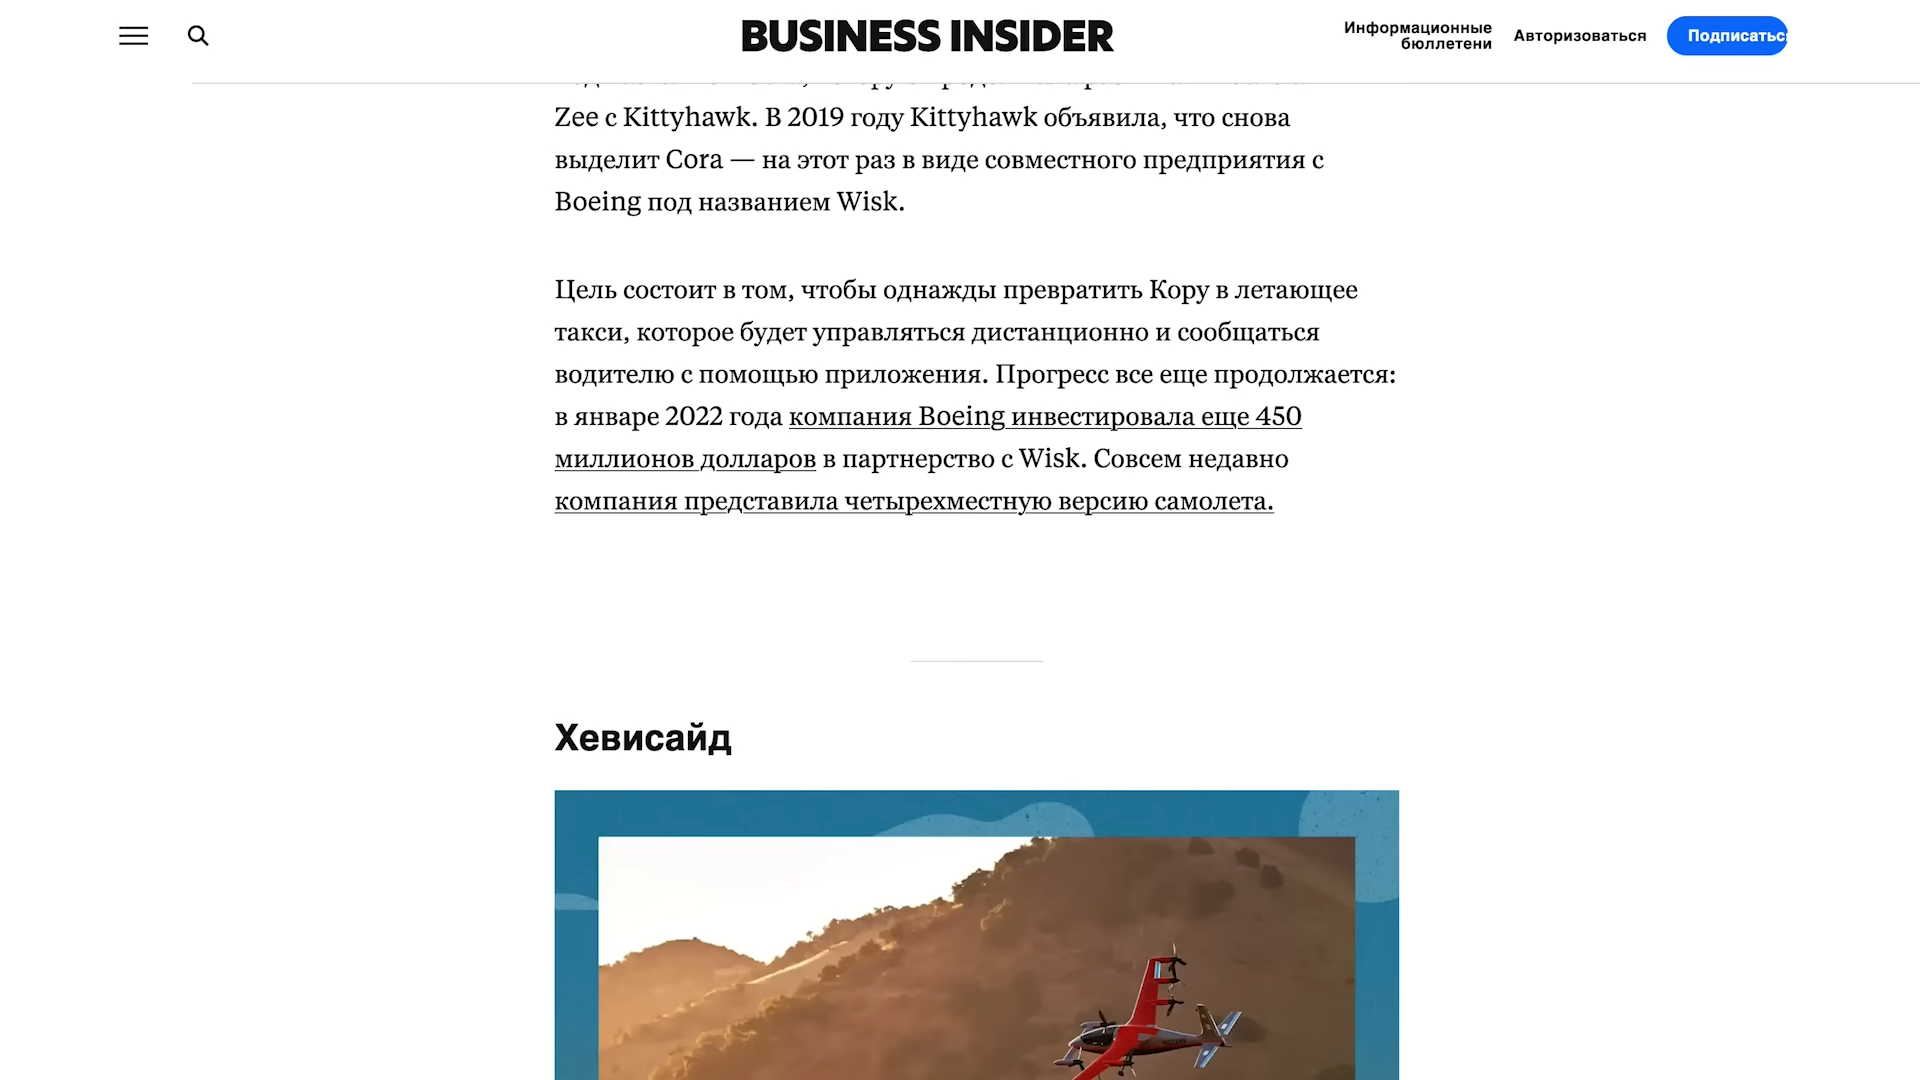 BUSINESS INSIDER
Информационные
бюллетени
Авторизоваться
Подписатьс
Zee с Kittyhawk. В 2019 году Kittyhawk объявила, что снова
выделит Cora — на этот раз в виде совместного предприятия с
Boeing под названием Wisk.
Цель состоит в том, чтобы однажды превратить Кору в летающее
такси, которое будет управляться дистанционно и сообщаться
водителю с помощью приложения. Прогресс все еще продолжается:
в январе 2022 года компания Boeing инвестировала еще 450
миллионов долларов в партнерство с Wisk. Совсем недавно
компания представила четырехместную версию самолета.
Хевисайд